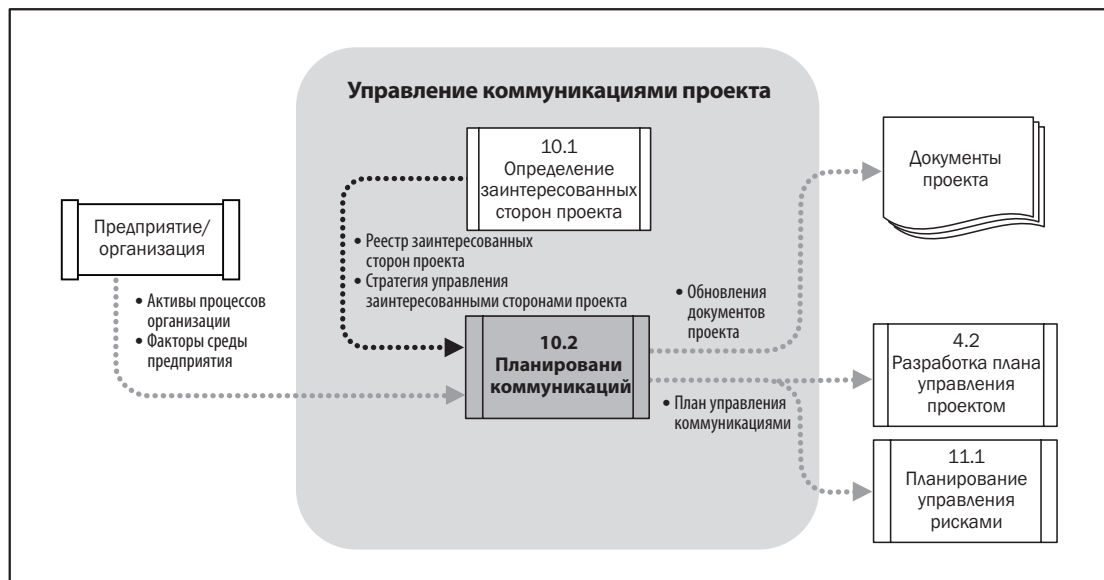 Управление коммуникациями проекта
10.1
Определение
заинтересованных
сторон проекта
Документы
проекта
Предприятие/
организация
• Реестр заинтересованных
сторон проекта
• Стратегия управления
заинтересованными сторонами проекта
• Активы процессов
организации
• Факторы среды
предприятия
• Обновления
документов
проекта
10.2
Планировани
коммуникаций
4.2
Разработка плана
управления
проектом
• План управления
коммуникациями
11.1
Планирование
управления
рисками